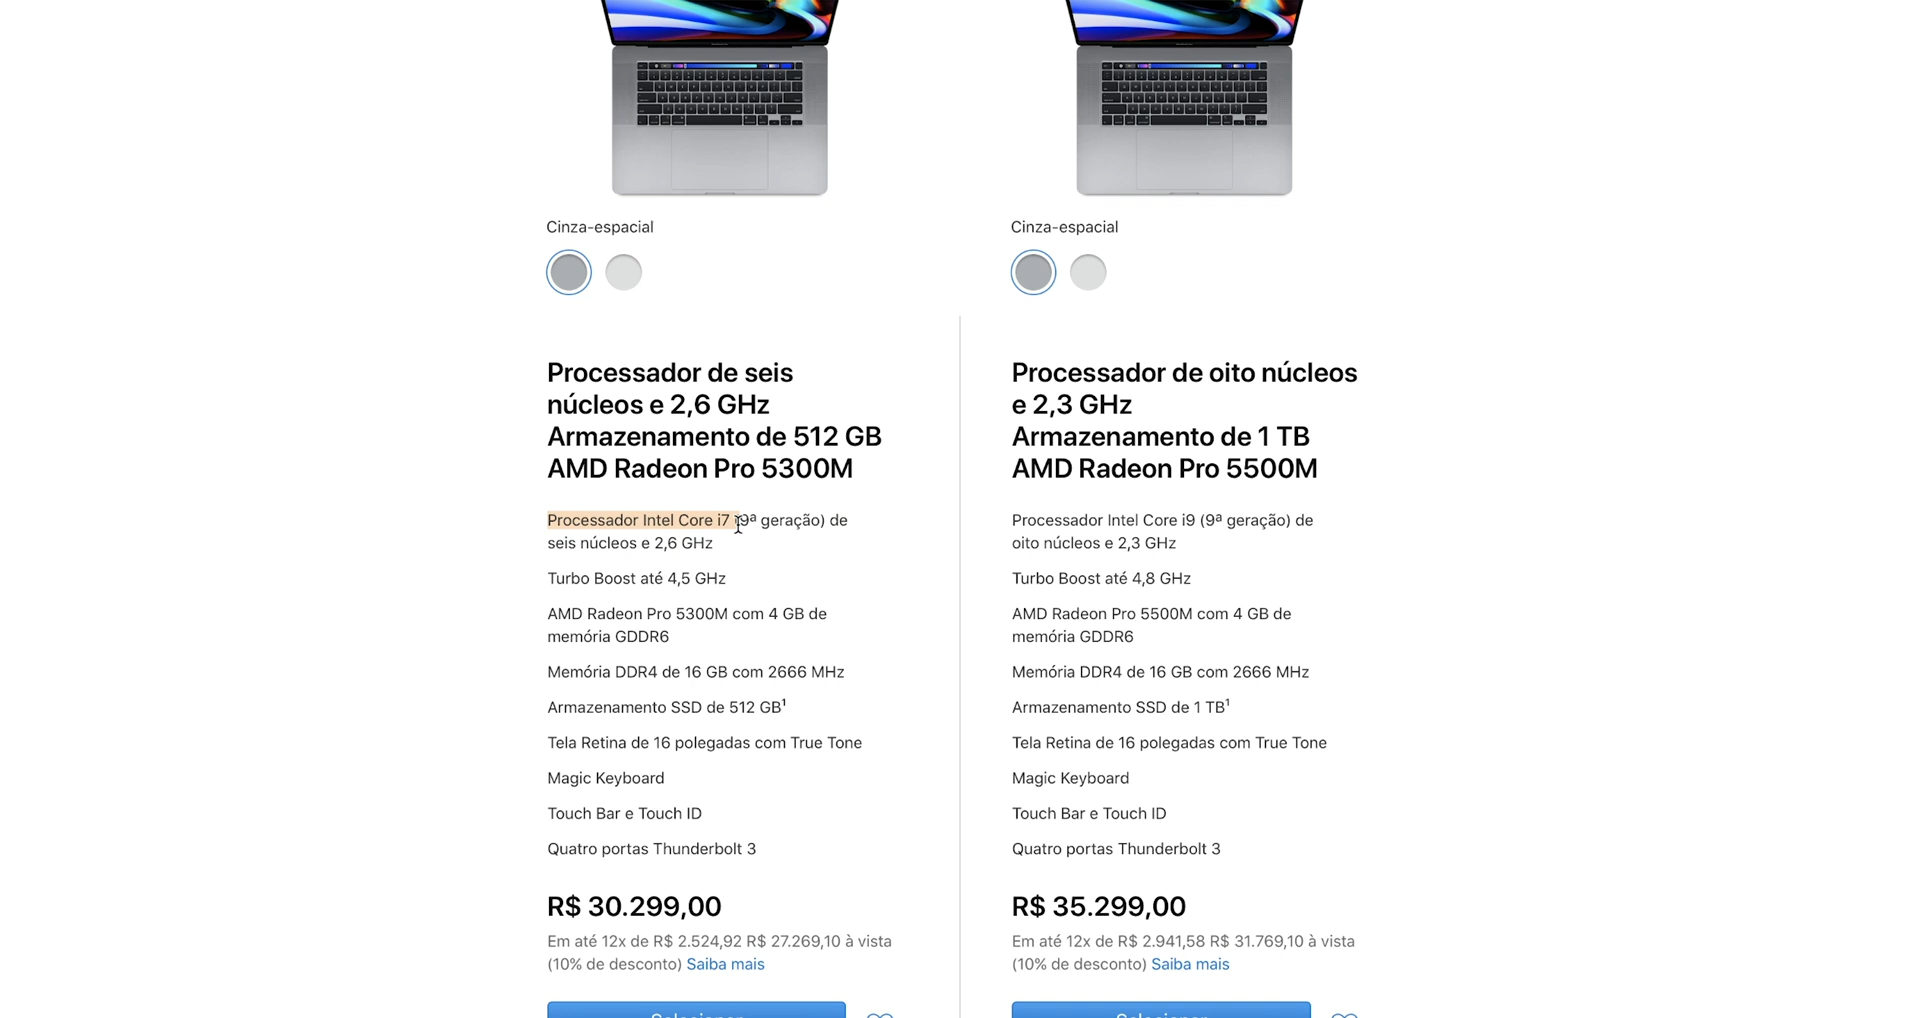 Cinza-espacial
Processador de seis
núcleos e 2,6 GHz
Armazenamento de 512 GB
AMD Radeon Pro 5300M
Processador Intel Core i7 (9ª geração) de
seis núcleos e 2,6 GHz
Turbo Boost até 4,5 GHz
AMD Radeon Pro 5300M com 4 GB de
memória GDDR6
Memória DDR4 de 16 GB com 2666 MHz
Armazenamento SSD de 512 GB¹
Tela Retina de 16 polegadas com True Tone
Magic Keyboard
Touch Bar e Touch ID
Quatro portas Thunderbolt 3
R$ 30.299,00
Em até 12x de R$ 2.524,92 R$ 27.269,10 à vista
(10% de desconto) Saiba mais
Selecionar
Cinza-espacial
Processador de oito núcleos
e 2,3 GHz
Armazenamento de 1 TB
AMD Radeon Pro 5500M
Processador Intel Core i9 (9ª geração) de
oito núcleos e 2,3 GHz
Turbo Boost até 4,8 GHz
AMD Radeon Pro 5500M com 4 GB de
memória GDDR6
Memória DDR4 de 16 GB com 2666 MHz
Armazenamento SSD de 1 TB¹
Tela Retina de 16 polegadas com True Tone
Magic Keyboard
Touch Bar e Touch ID
Quatro portas Thunderbolt 3
R$ 35.299,00
Em até 12x de R$ 2.941,58 R$ 31.769,10 à vista
(10% de desconto) Saiba mais
Selecionar